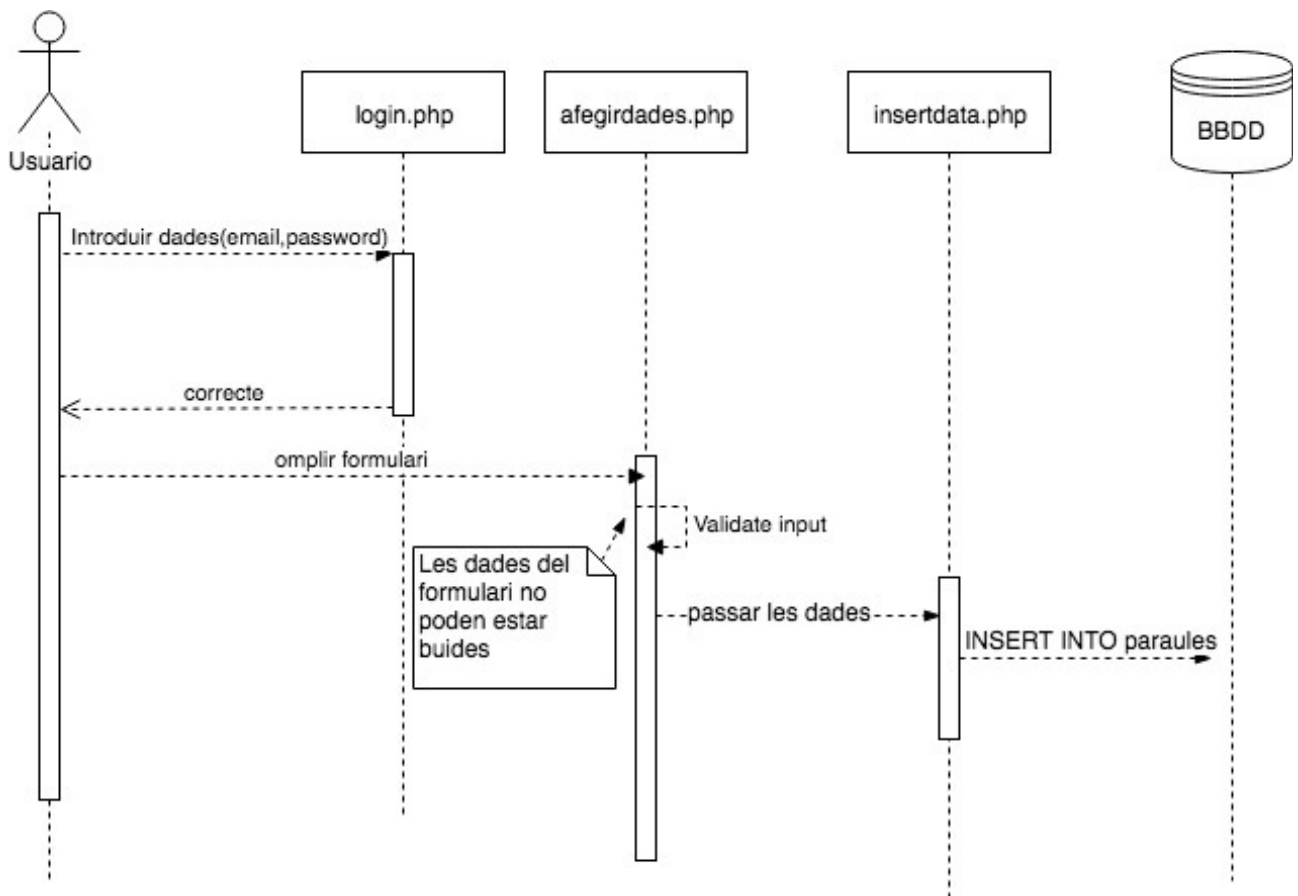 login.php
afegirdades.php
insertdata.php
BBDD
Usuario
Introduir dades(email,password)
correcte
omplir formulari
Validate input
Les dades del
formulari no
poden estar
buides
passar les dades
INSERT INTO paraules